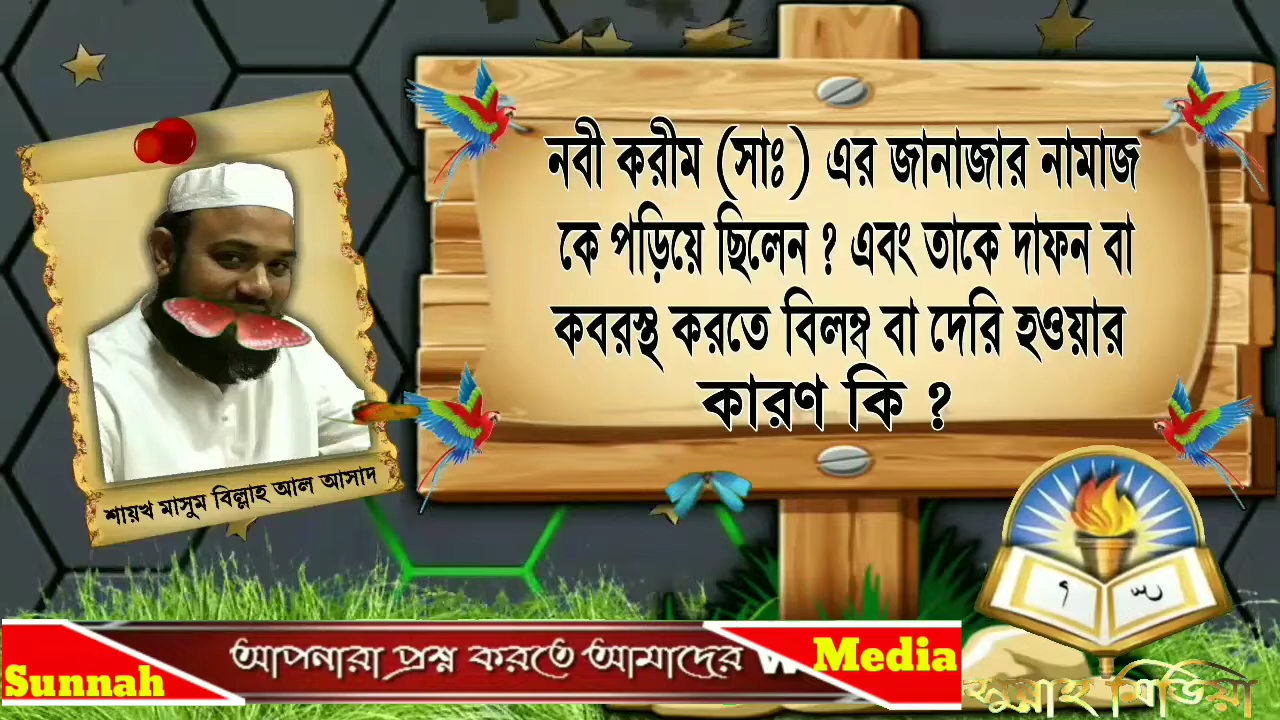 নবী করীম (সাঃ) এর জানাজার নামাজ
কে পড়িয়ে ছিলেন ? এবং তাকে দাফন বা
কবরস্থ করতে বিলম্ব বা দেরি হওয়ার
কারণ কি ?
শায়খ মাসুম বিল্লাহ আল আসাদ
Sunnah
আপনারা প্রশ্ন করতে আমাদের
Media
সুন্নাহ মিডিয়া